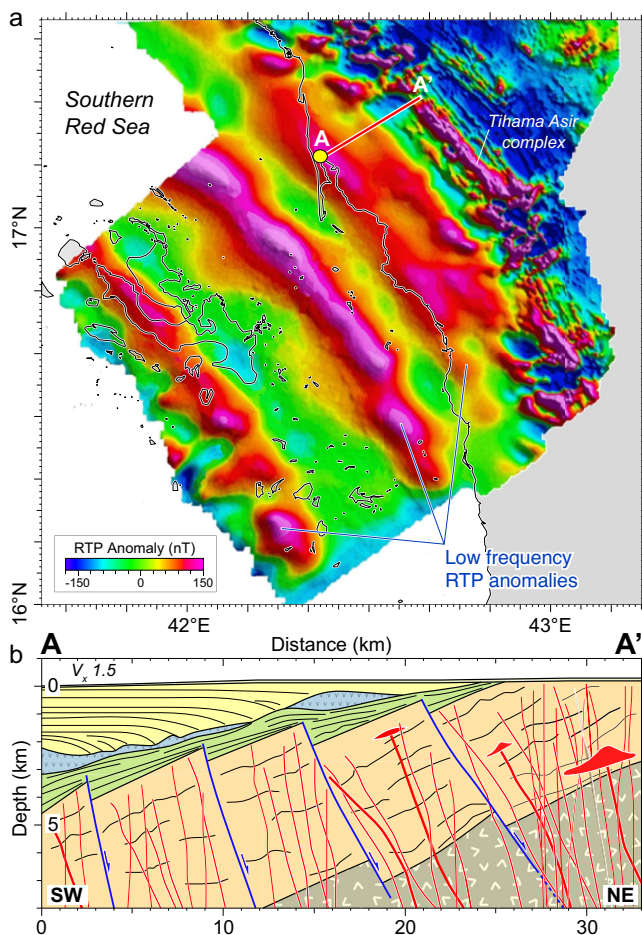 a
Southern
Red Sea
A
A'
Tihama Asir
complex
17°N
RTP Anomaly (nT)
-150
0
150
Low frequency
RTP anomalies
16°N
42°E
43°E
Distance (km)
b
A
A'
Vx 1.5
0
5
Depth (km)
SW
NE
0
10
20
30